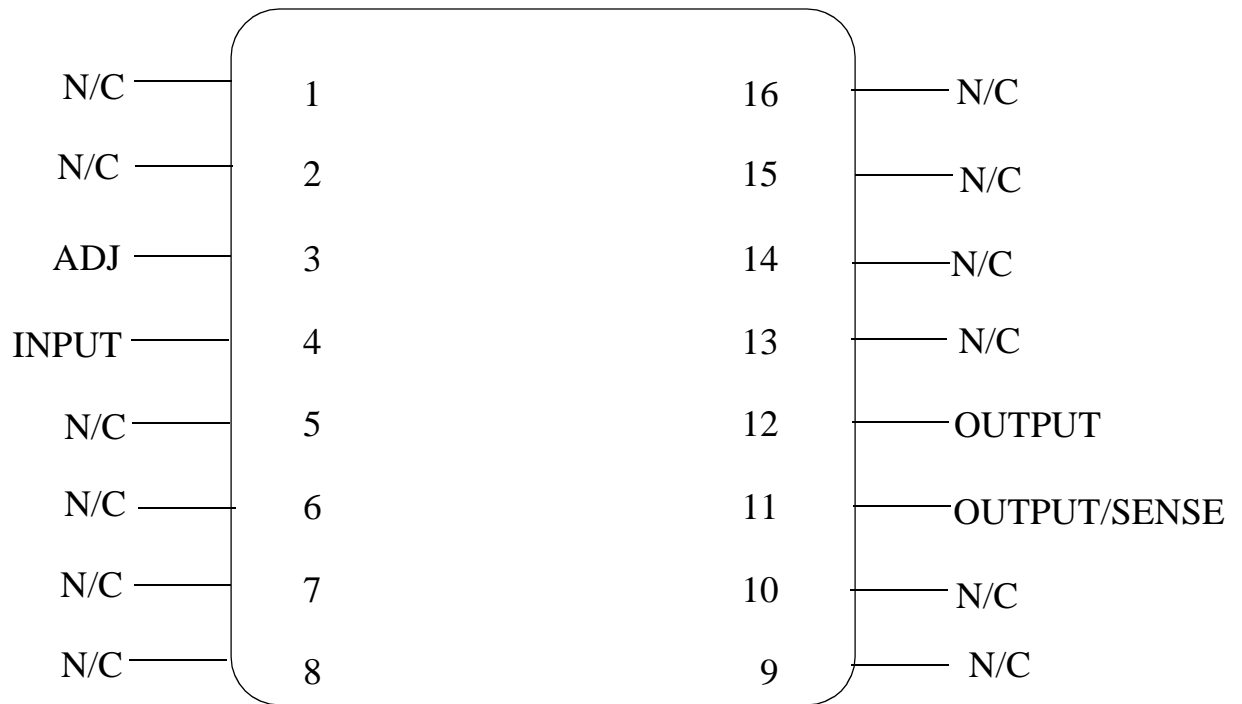 N/C 1 16 N/C
N/C 2 15 N/C
ADJ 3 14 N/C
INPUT 4 13 N/C
N/C 5 12 OUTPUT
N/C 6 11 OUTPUT/SENSE
N/C 7 10 N/C
N/C 8 9 N/C